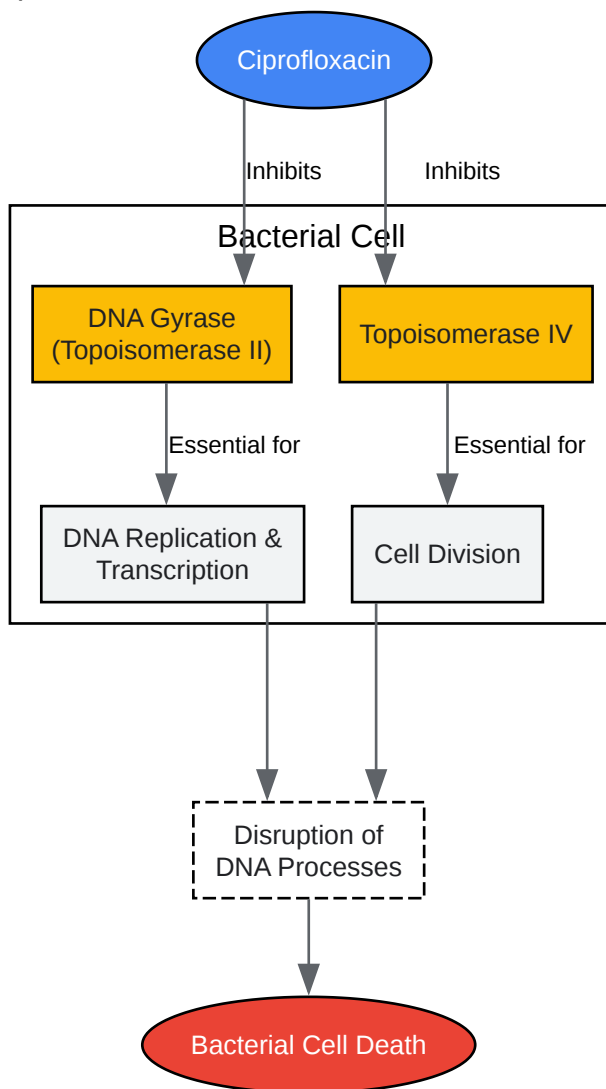 Ciprofloxacin
Inhibits
Inhibits
Bacterial Cell
DNA Gyrase
(Topoisomerase II)
Topoisomerase IV
Essential for
Essential for
DNA Replication &
Transcription
Cell Division
Disruption of
DNA Processes
Bacterial Cell Death